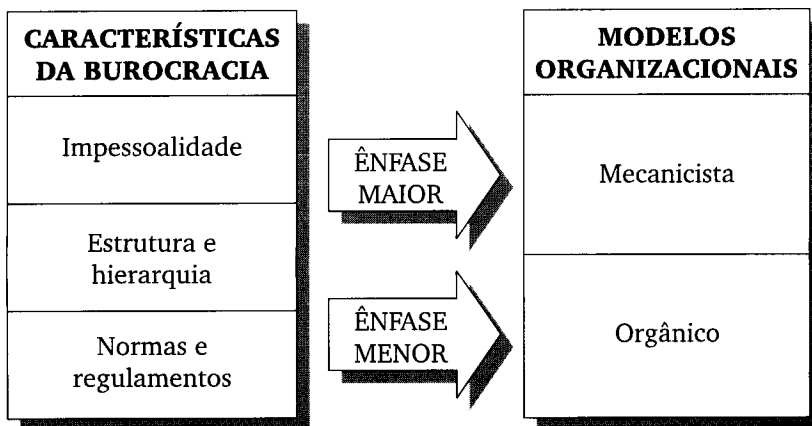 CARACTERÍSTICAS
DA BUROCRACIA
Impessoalidade
Estrutura e
hierarquia
Normas e
regulamentos
ÊNFASE
MAIOR
ÊNFASE
MENOR
MODELOS
ORGANIZACIONAIS
Mecanicista
Orgânico